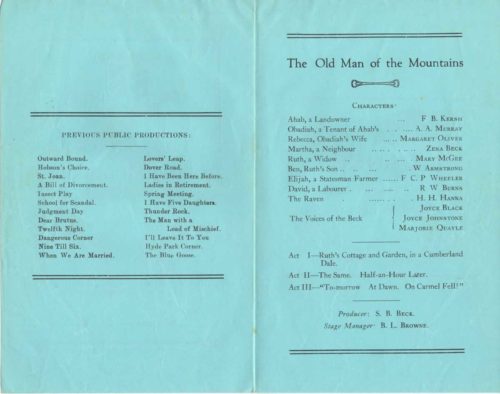 PREVIOUS PUBLIC PRODUCTIONS:
Outward Bound.
Hobson's Choice.
St. Joan.
A Bill of Divorcement.
Insect Play
School for Scandal.
Judgment Day
Dear Brutus.
Twelfth Night.
Dangerous Corner
Nine Till Six.
When We Are Married.
Lovers' Leap.
Dover Road.
I Have Been Here Before.
Ladies in Retirement.
Spring Meeting.
I Have Five Daughters.
Thunder Rock.
The Man with a
Load of Mischief.
I'll Leave It To You
Hyde Park Corner.
The Blue Goose.
The Old Man of the Mountains
CHARACTERS
Ahab, a Landowner ... F B. KERSH
Obadiah, a Tenant of Ahab's ... A. A. MURRAY
Rebecca, Obadiah's Wife ... MARGARET OLIVER
Martha, a Neighbour ... ZENA BECK
Ruth, a Widow ... MARY MCGEE
Ben, Ruth's Son ... W ARMSTRONG
Elijah, a Statesman Farmer ... F C. P WHEELER
David, a Labourer ... R W BURNS
The Raven ... H. H. HANNA
The Voices of the Beck
JOYCE BLACK
JOYCE JOHNSTONE
MARJORIE QUAYLE
ACT I—Ruth's Cottage and Garden, in a Cumberland
Dale.
ACT II—The Same. Half-an-Hour Later.
ACT III—"To-morrow At Dawn. On Carmel Fell!"
Producer: S. B. BECK.
Stage Manager: B. L. BROWNE.